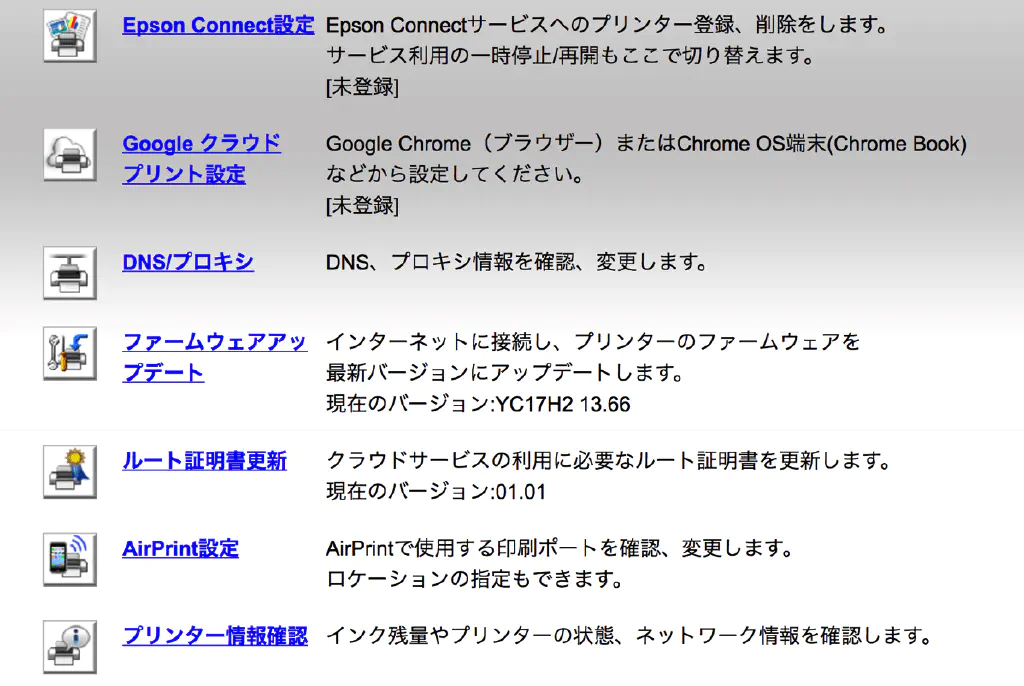 Epson Connect設定
Epson Connectサービスへのプリンター登録、削除をします。
サービス利用の一時停止/再開もここで切り替えます。
[未登録]
Google クラウド
プリント設定
Google Chrome（ブラウザー）またはChrome OS端末(Chrome Book)
などから設定してください。
[未登録]
DNS/プロキシ
DNS、プロキシ情報を確認、変更します。
ファームウェアアッ
プデート
インターネットに接続し、プリンターのファームウェアを
最新バージョンにアップデートします。
現在のバージョン:YC17H2 13.66
ルート証明書更新
クラウドサービスの利用に必要なルート証明書を更新します。
現在のバージョン:01.01
AirPrint設定
AirPrintで使用する印刷ポートを確認、変更します。
ロケーションの指定もできます。
プリンター情報確認
インク残量やプリンターの状態、ネットワーク情報を確認します。